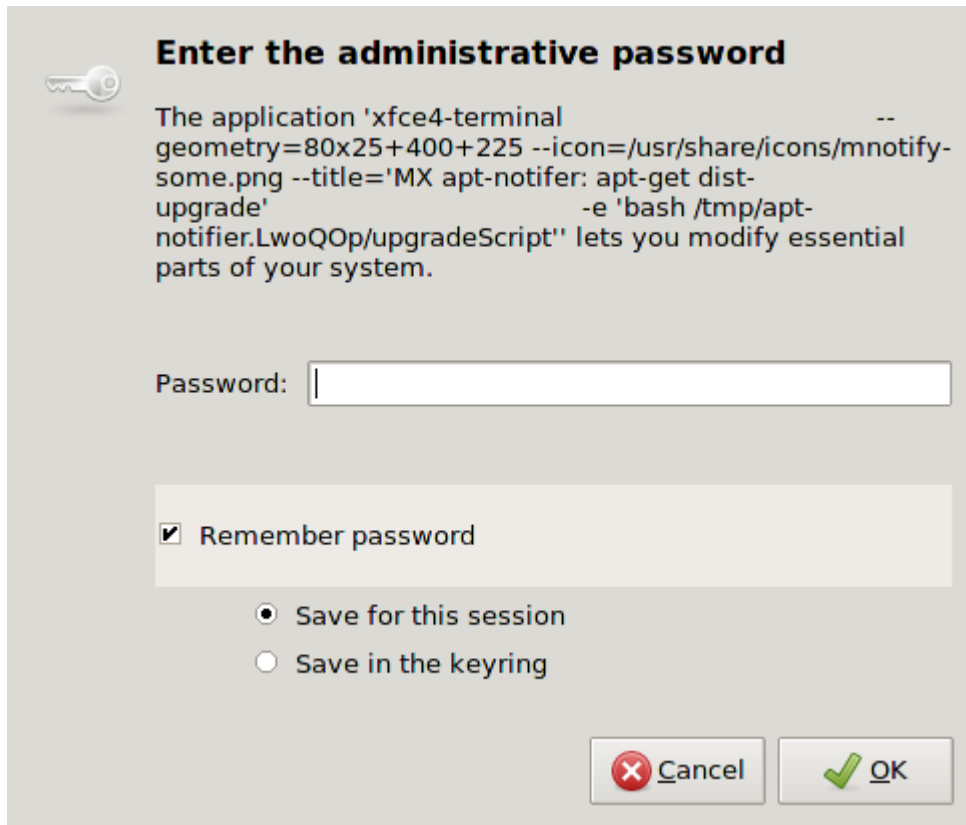 Enter the administrative password
The application 'xfce4-terminal --
geometry=80x25+400+225 --icon=/usr/share/icons/mnotify-
some.png --title='MX apt-notifer: apt-get dist-
upgrade' -e 'bash /tmp/apt-
notifier.LwoQOp/upgradeScript'' lets you modify essential
parts of your system.
Password:
Remember password
Save for this session
Save in the keyring
Cancel OK